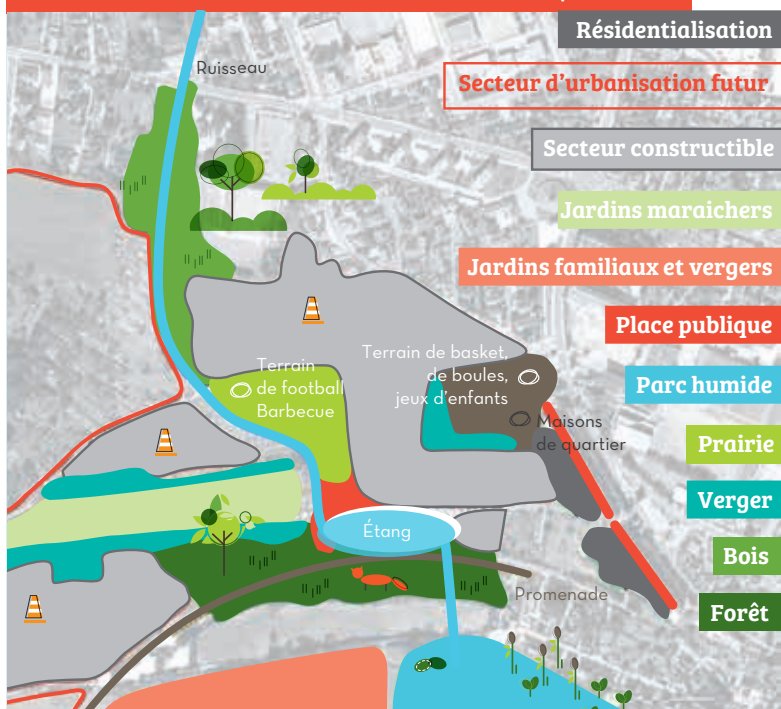 Résidentialisation
Ruisseau
Secteur d'urbanisation futur
Secteur constructible
Jardins maraichers
Jardins familiaux et vergers
Place publique
Terrain
de football
Barbecue
Terrain de basket,
de boules,
jeux d'enfants
Parc humide
Maisons
de quartier
Prairie
Verger
Étang
Bois
Promenade
Forêt